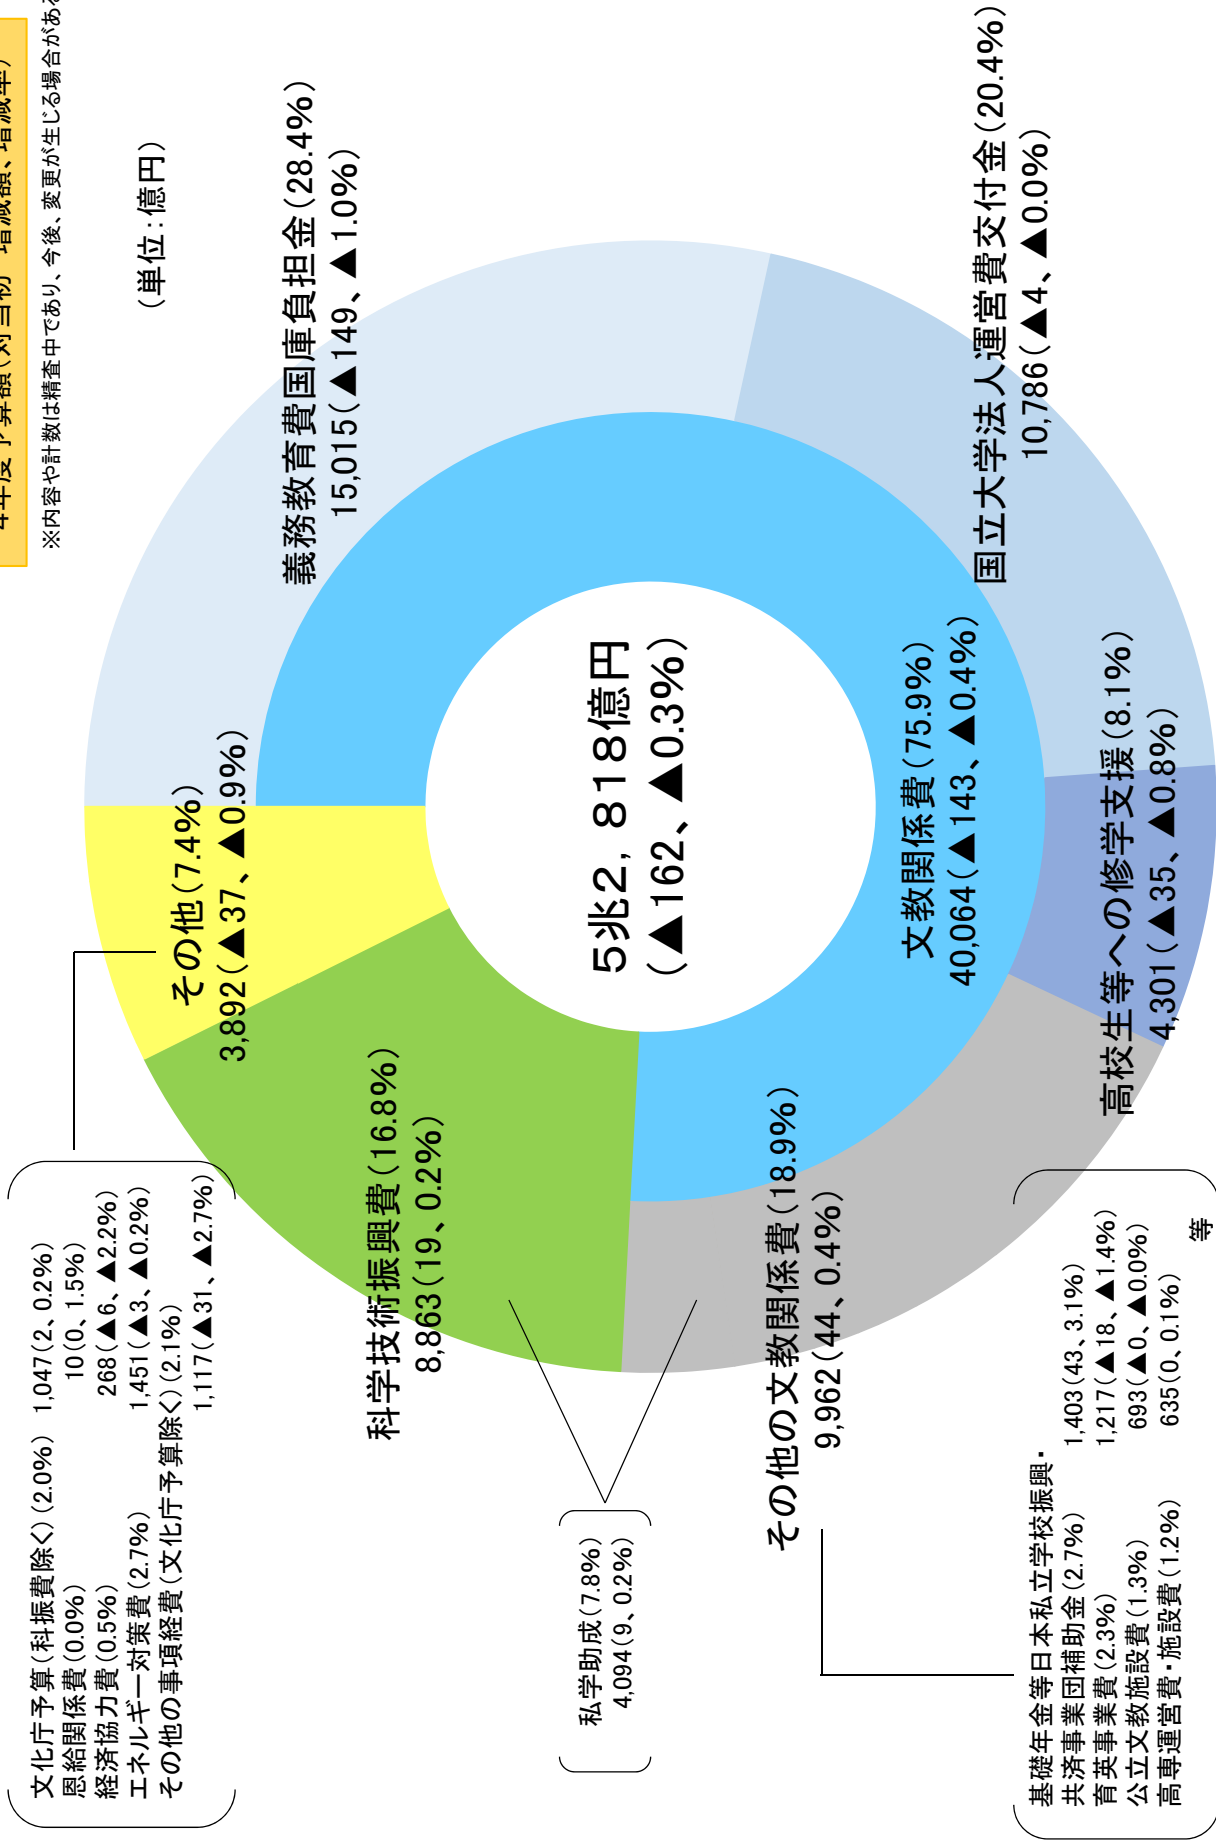 4年度予算額(対当初 増減額、増減率)
※内容や計数は精査中であり、今後、変更が生じる場合がある
(単位:億円)
5兆2,818億円
(▲162、▲0.3%)
文教関係費(75.9%)
40,064(▲143、▲0.4%)
義務教育費国庫負担金(28.4%)
15,015(▲149、▲1.0%)
国立大学法人運営費交付金(20.4%)
10,786(▲4、▲0.0%)
高校生等への修学支援(8.1%)
4,301(▲35、▲0.8%)
その他の文教関係費(18.9%)
9,962(44、0.4%)
科学技術振興費(16.8%)
8,863(19、0.2%)
その他(7.4%)
3,892(▲37、▲0.9%)
文化庁予算(科振費除く)(2.0%) 1,047(2、0.2%)
恩給関係費(0.0%) 10(0、1.5%)
経済協力費(0.5%) 268(▲6、▲2.2%)
エネルギー対策費(2.7%) 1,451(▲3、▲0.2%)
その他の事項経費(文化庁予算除く)(2.1%)
1,117(▲31、▲2.7%)
私学助成(7.8%)
4,094(9、0.2%)
基礎年金等日本私立学校振興・
共済事業団補助金(2.7%) 1,403(43、3.1%)
育英事業費(2.3%) 1,217(▲18、▲1.4%)
公立文教施設費(1.3%) 693(▲0、▲0.0%)
高専運営費・施設費(1.2%) 635(0、0.1%)
等